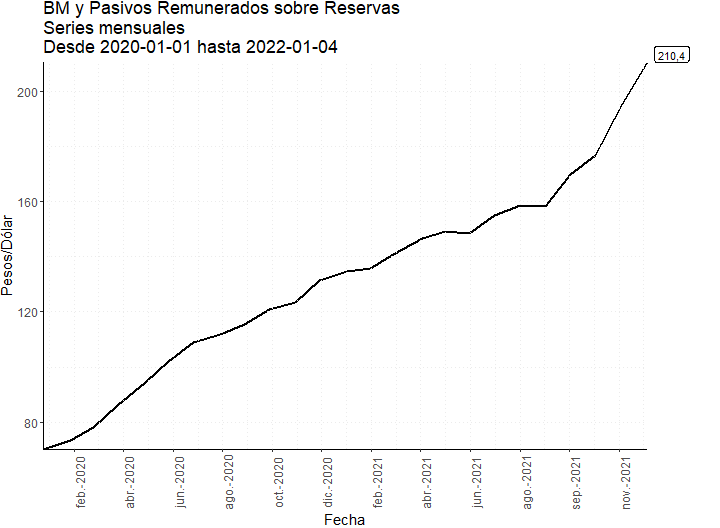 BM y Pasivos Remunerados sobre Reservas
Series mensuales
Desde 2020-01-01 hasta 2022-01-04
210,4
200
160
120
80
Pesos/Dólar
feb.-2020
abr.-2020
jun.-2020
ago.-2020
oct.-2020
dic.-2020
feb.-2021
abr.-2021
jun.-2021
ago.-2021
sep.-2021
nov.-2021
Fecha